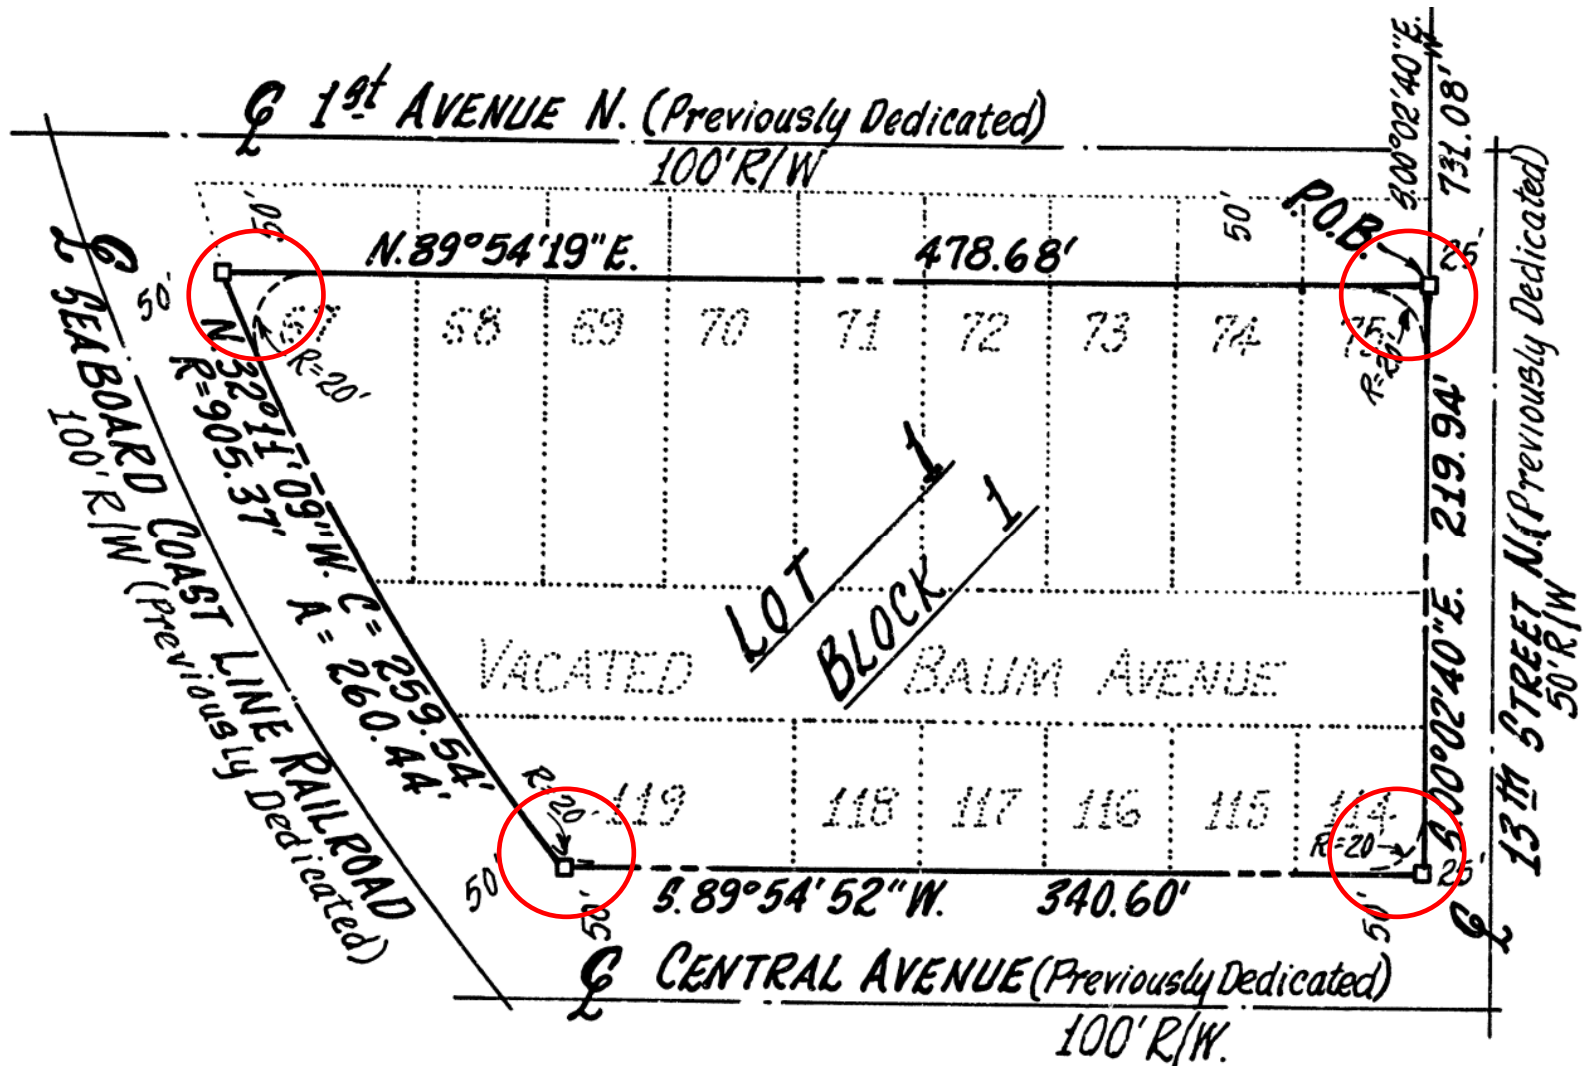 ℄ 1st AVENUE N. (Previously Dedicated)
100' R/W
S.00°02'40"E.
731.08'
P.O.B.
50'
50'
25'
N.89°54'19"E. 478.68'
50'
67 68 69 70 71 72 73 74 75
R=20'
R=20'
N.32°11'09"W. C = 259.54'
R=905.37' A = 260.44'
℄ SEABOARD COAST LINE RAILROAD
100' R/W (Previously Dedicated)
LOT 1
BLOCK 1
VACATED BAUM AVENUE
S.00°02'40"E. 219.94'
13th STREET N. (Previously Dedicated)
50' R/W
℄
R=20'
119 118 117 116 115 114
R=20
50'
50'
50'
25'
S.89°54'52"W. 340.60'
℄ CENTRAL AVENUE (Previously Dedicated)
100' R/W.